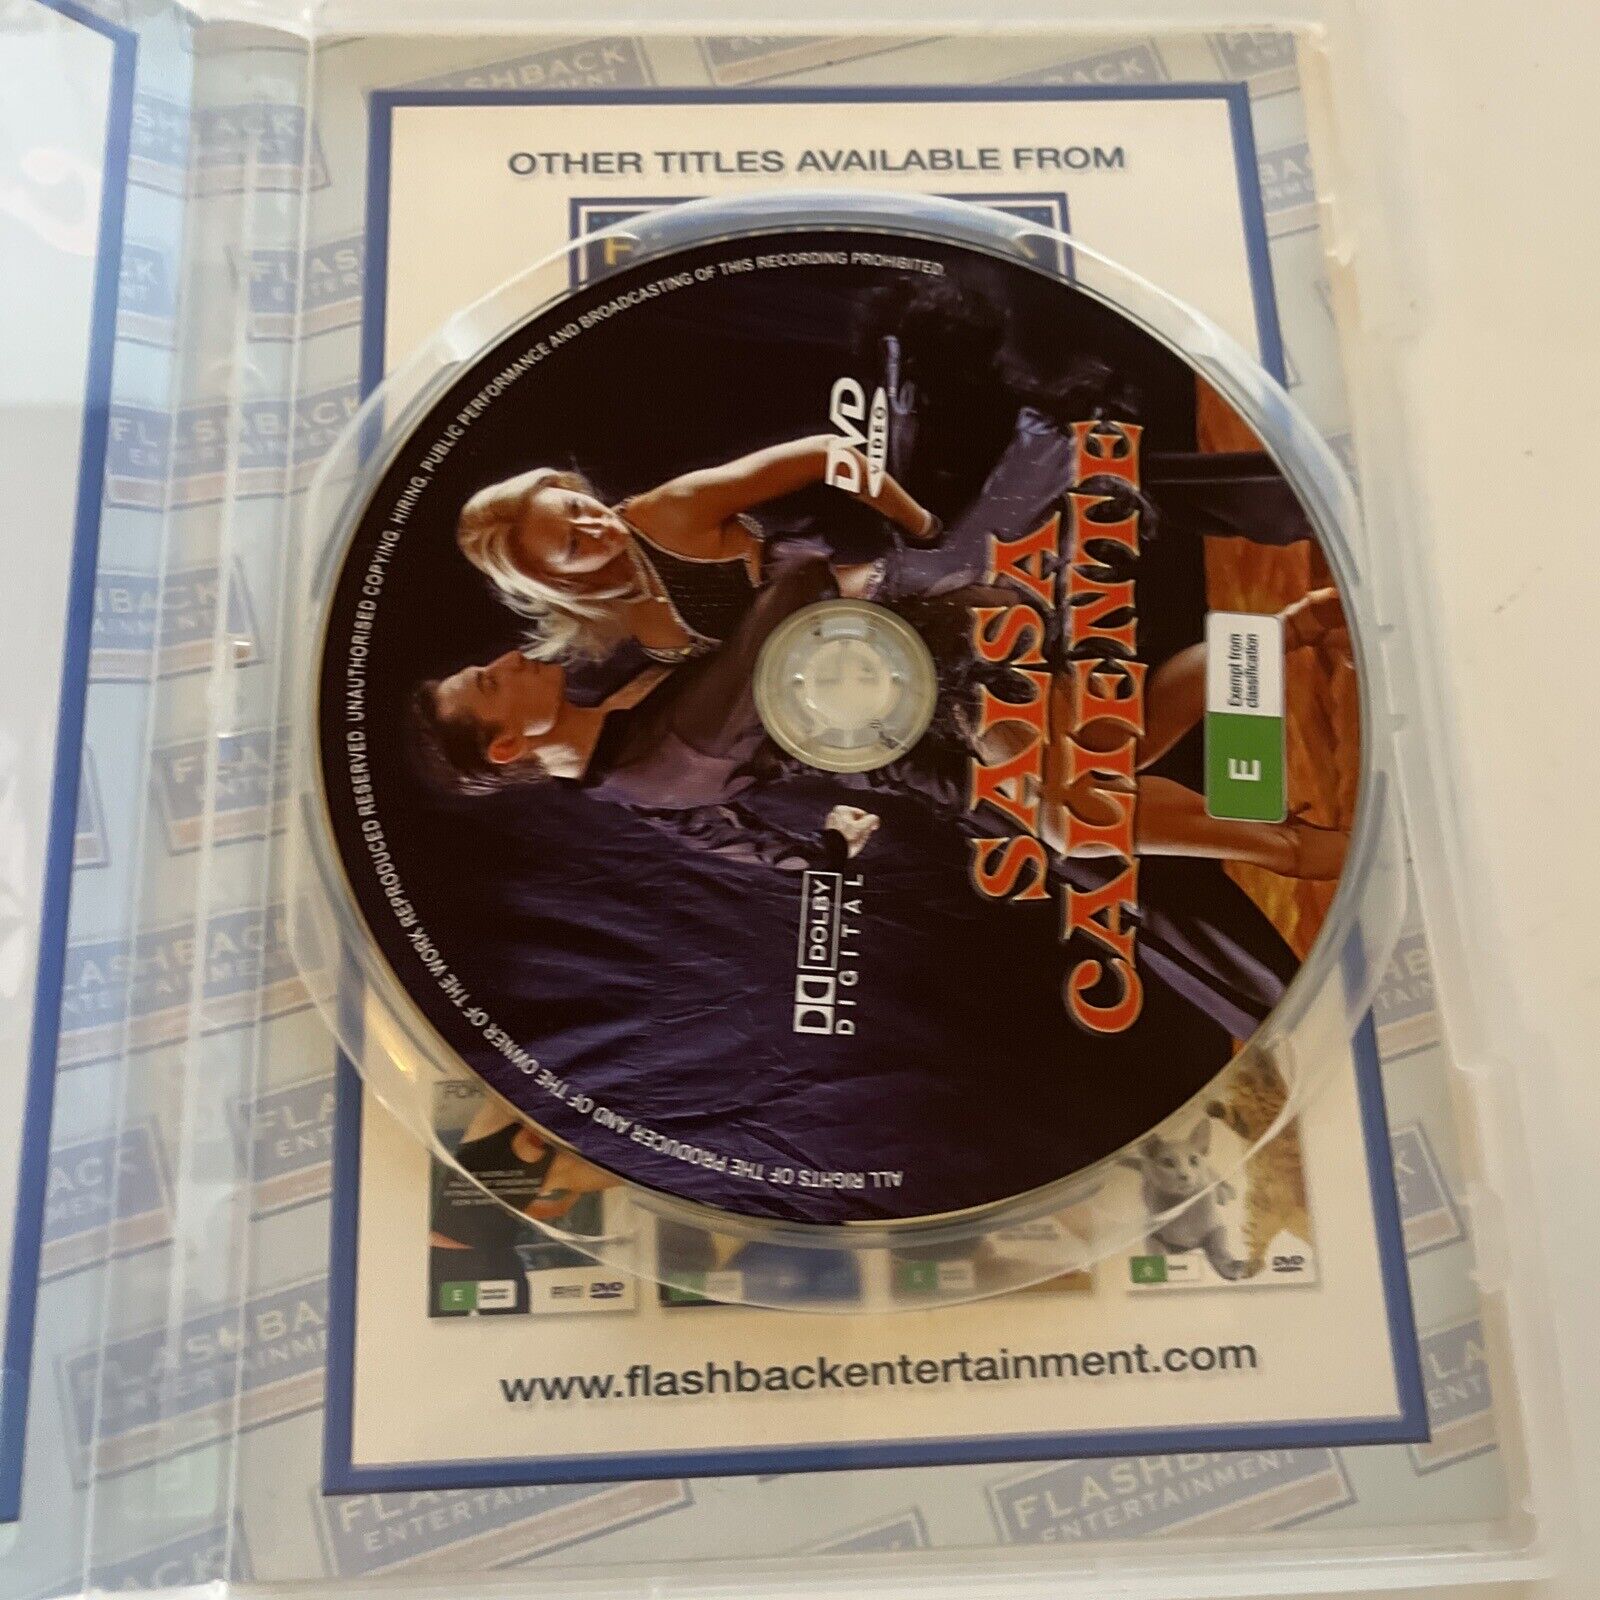 OTHER TITLES AVAILABLE FROM
ALL RIGHTS OF THE PRODUCER AND OF THE OWNER OF THE WORK REPRODUCED RESERVED. UNAUTHORISED COPYING, HIRING, PUBLIC PERFORMANCE AND BROADCASTING OF THIS RECORDING PROHIBITED.
DOLBY
DIGITAL
DVD
VIDEO
SALSA
CALIENTE
E
Exempt from
classification
E
DVD
E
DVD
www.flashbackentertainment.com
FLASHBACK
ENTERTAINMENT